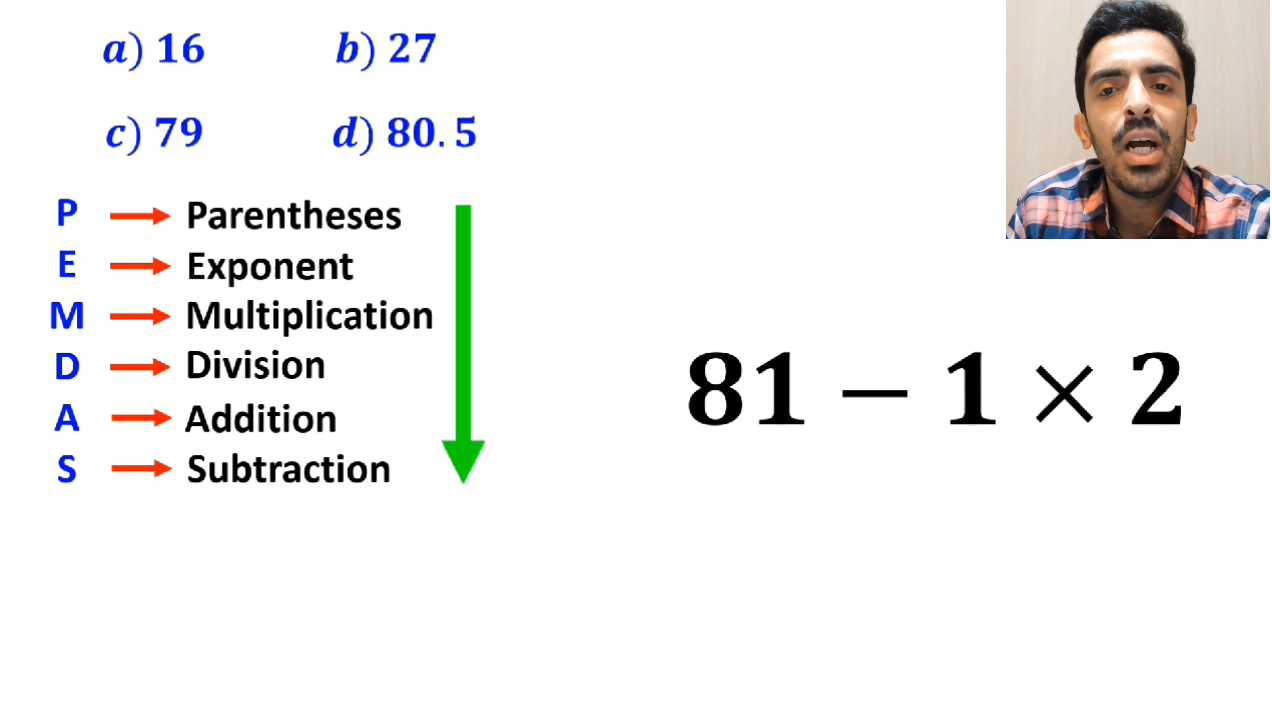 a) 16 b) 27
c) 79 d) 80.5
P Parentheses
E Exponent
M Multiplication
D Division
A Addition
S Subtraction
81 − 1 × 2